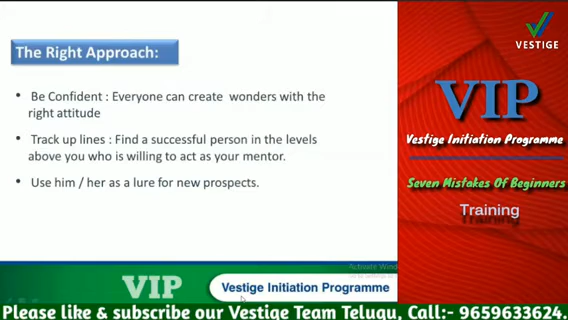 The Right Approach:
• Be Confident : Everyone can create wonders with the
right attitude
• Track up lines : Find a successful person in the levels
above you who is willing to act as your mentor.
• Use him / her as a lure for new prospects.
VESTIGE
VIP
Vestige Initiation Programme
Seven Mistakes Of Beginners
Training
Activate Wind
VIP
Vestige Initiation Programme
Please like & subscribe our Vestige Team Telugu, Call:- 9659633624.